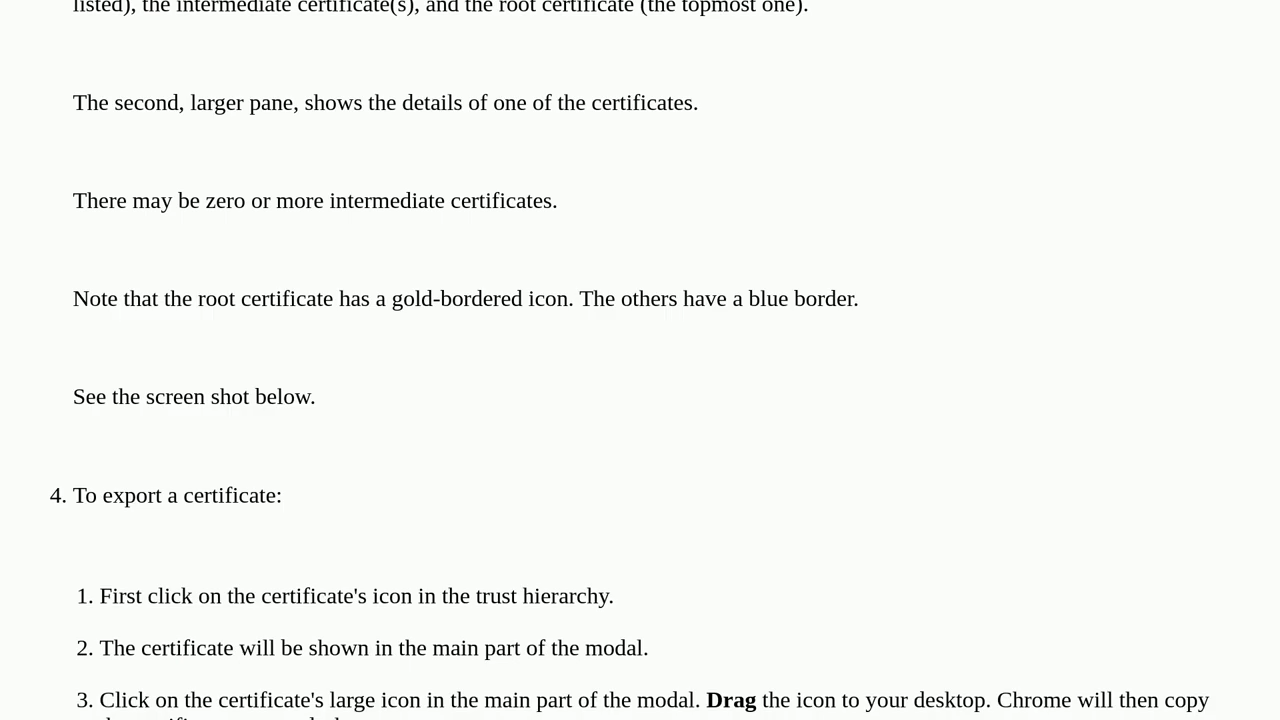 listed), the intermediate certificate(s), and the root certificate (the topmost one).
The second, larger pane, shows the details of one of the certificates.
There may be zero or more intermediate certificates.
Note that the root certificate has a gold-bordered icon. The others have a blue border.
See the screen shot below.
4. To export a certificate:
1. First click on the certificate's icon in the trust hierarchy.
2. The certificate will be shown in the main part of the modal.
3. Click on the certificate's large icon in the main part of the modal. Drag the icon to your desktop. Chrome will then copy